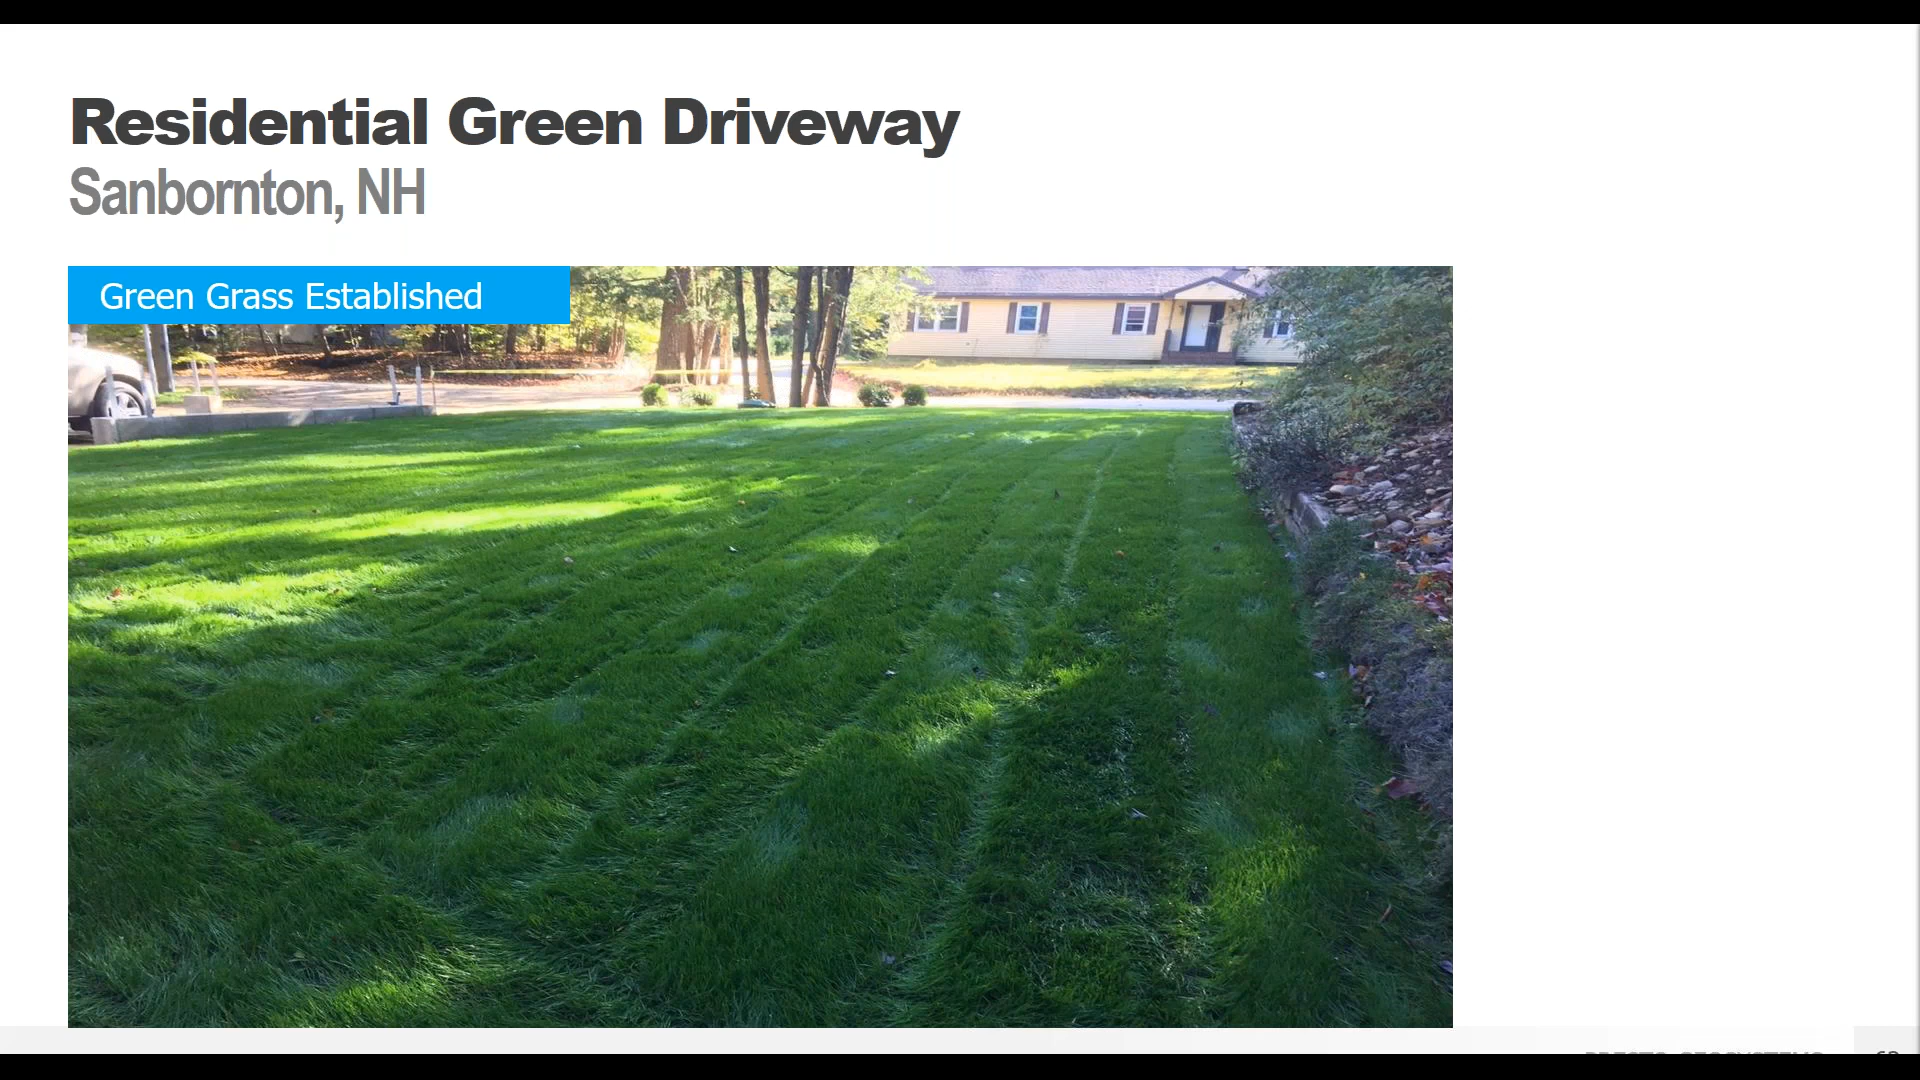 Residential Green Driveway
Sanbornton, NH
Green Grass Established